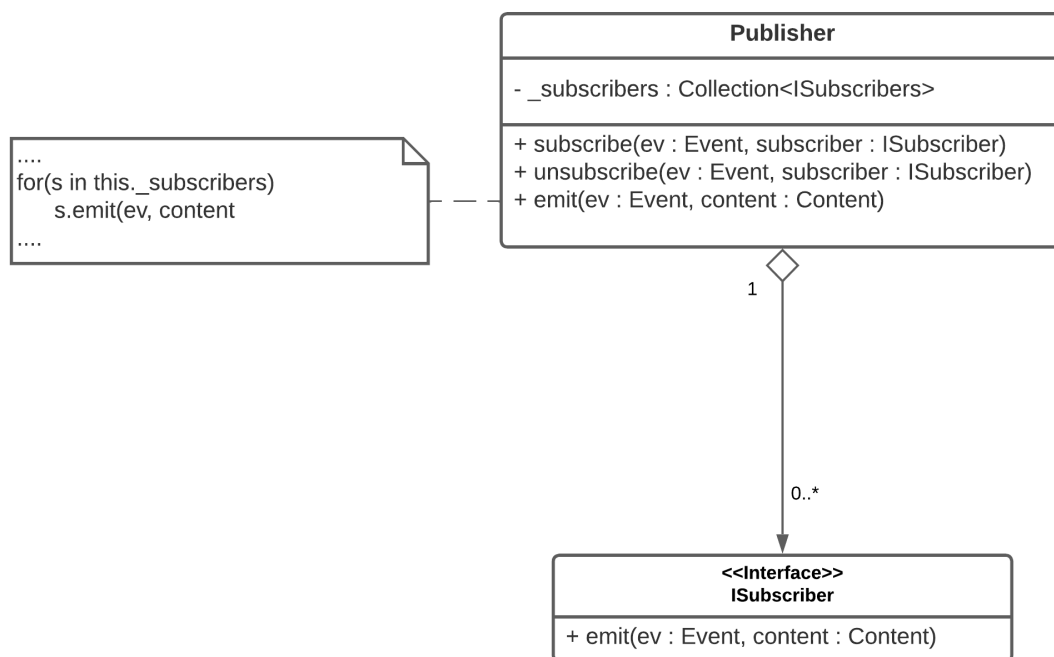 Publisher
- _subscribers : Collection<ISubscribers>
+ subscribe(ev : Event, subscriber : ISubscriber)
+ unsubscribe(ev : Event, subscriber : ISubscriber)
+ emit(ev : Event, content : Content)
....
for(s in this._subscribers)
s.emit(ev, content
....
1
0..*
<<Interface>>
ISubscriber
+ emit(ev : Event, content : Content)